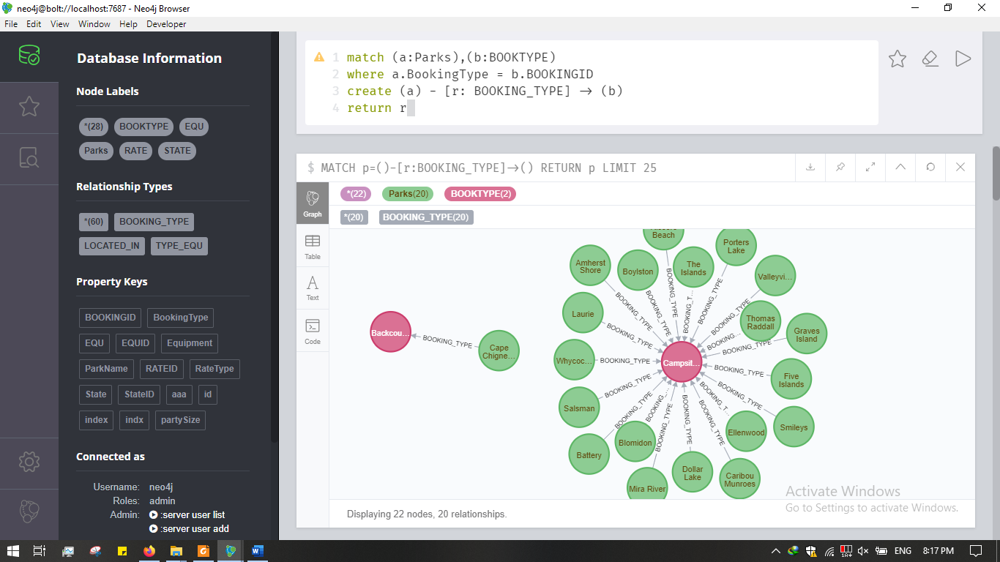 neo4j@bolt://localhost:7687 - Neo4j Browser
File Edit View Window Help Developer
Database Information
Node Labels
*(28) BOOKTYPE EQU
Parks RATE STATE
Relationship Types
*(60) BOOKING_TYPE
LOCATED_IN TYPE_EQU
Property Keys
BOOKINGID BookingType
EQU EQUID Equipment
ParkName RATEID RateType
State StateID aaa id
index indx partySize
Connected as
Username: neo4j
Roles: admin
Admin: :server user list
:server user add
1 match (a:Parks),(b:BOOKTYPE)
2 where a.BookingType = b.BOOKINGID
3 create (a) - [r: BOOKING_TYPE] → (b)
4 return r
$ MATCH p=()-[r:BOOKING_TYPE]→() RETURN p LIMIT 25
Graph
Table
Text
Code
*(22) Parks(20) BOOKTYPE(2)
*(20) BOOKING_TYPE(20)
Backcou...
BOOKING_TYPE
Cape
Chigne...
Beach
Porters
Lake
Amherst
Shore
Boylston
The
Islands
Valleyvi...
Laurie
Thomas
Raddall
Graves
Island
Whycoc...
Campsit...
Five
Islands
Salsman
Smileys
Battery
Blomidon
Ellenwood
Mira River
Dollar
Lake
Caribou
Munroes
BOOKING_TYPE
BOOKING_TYPE
BOOKING_TYPE
BOOKING_T...
BOOKING_TYPE
BOOKING_TYPE
BOOKING_...
BOOKING_TYPE
BOOKING_TYPE
BOOKING_TYPE
BOOKING_T...
BOOKING_TYPE
BOOKING_TYPE
BOOKING_TYPE
BOOKING_...
BOOKING_TYPE
BOOKING_TYPE
BOOKING_TYPE
BOOKING_TYPE
Displaying 22 nodes, 20 relationships.
Activate Windows
Go to Settings to activate Windows.
ENG 8:17 PM